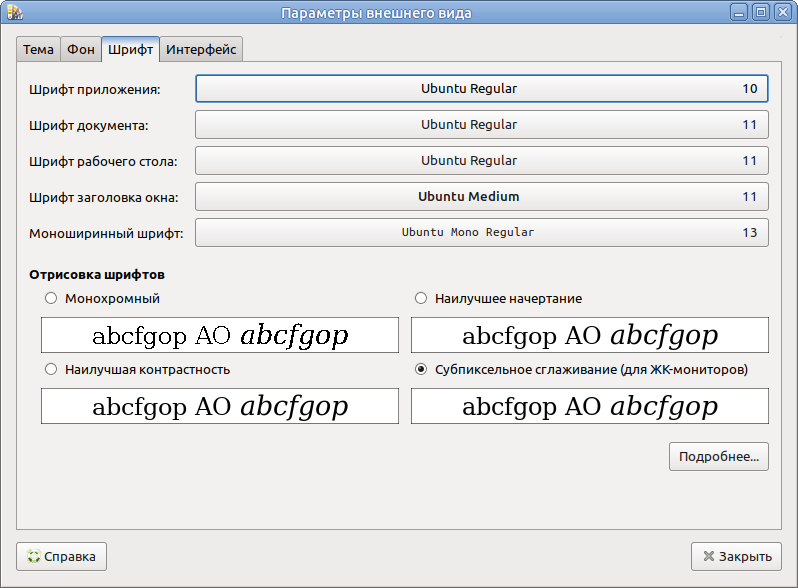 Параметры внешнего вида
Тема Фон Шрифт Интерфейс
Шрифт приложения: Ubuntu Regular 10
Шрифт документа: Ubuntu Regular 11
Шрифт рабочего стола: Ubuntu Regular 11
Шрифт заголовка окна: Ubuntu Medium 11
Моноширинный шрифт: Ubuntu Mono Regular 13
Отрисовка шрифтов
Монохромный Наилучшее начертание
abcfgop AO abcfgop abcfgop AO abcfgop
Наилучшая контрастность Субпиксельное сглаживание (для ЖК-мониторов)
abcfgop AO abcfgop abcfgop AO abcfgop
Подробнее...
Справка Закрыть